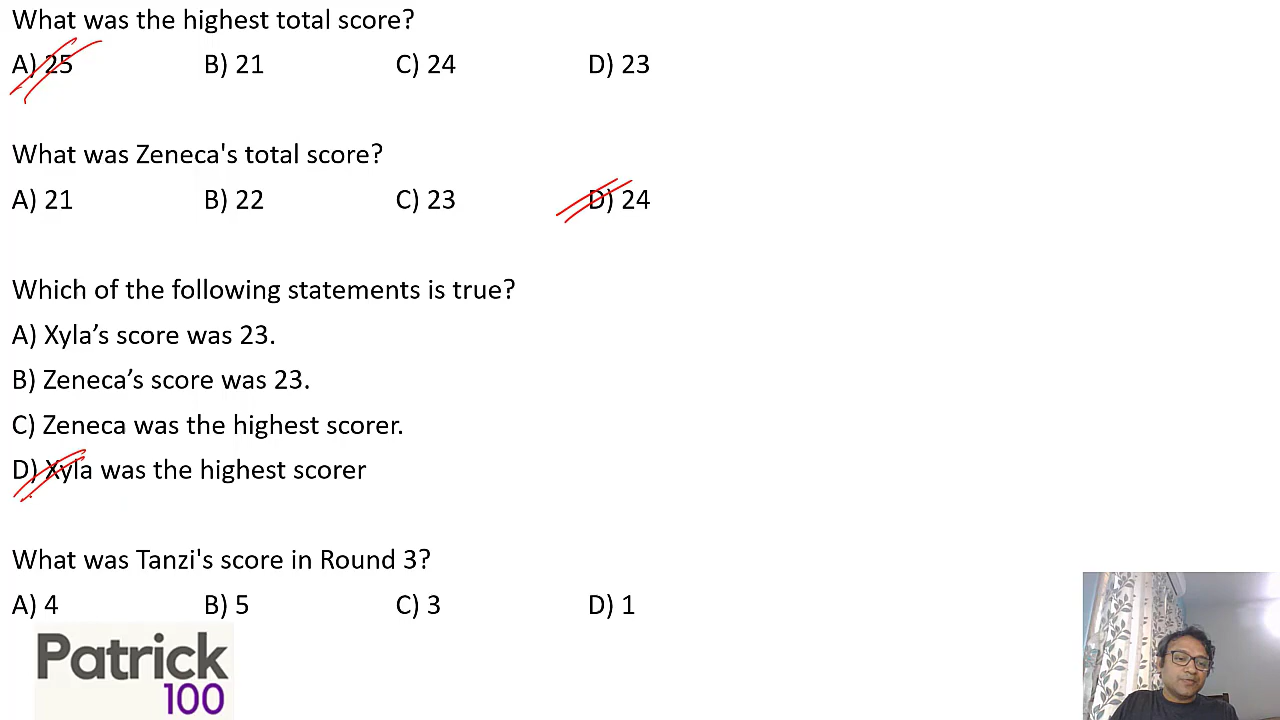 What was the highest total score?
A) 25 B) 21 C) 24 D) 23
What was Zeneca's total score?
A) 21 B) 22 C) 23 D) 24
Which of the following statements is true?
A) Xyla’s score was 23.
B) Zeneca’s score was 23.
C) Zeneca was the highest scorer.
D) Xyla was the highest scorer
What was Tanzi's score in Round 3?
A) 4 B) 5 C) 3 D) 1
Patrick
100